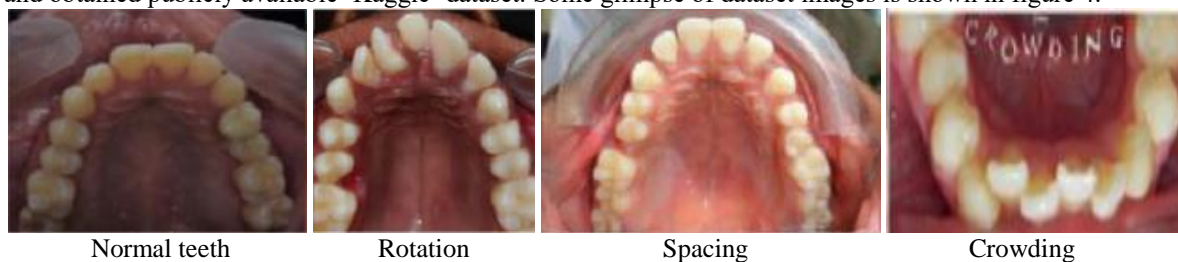 and obtained publicly available "Kaggle" dataset. Some glimpse of dataset images is shown in figure 4.
CROWDING
Normal teeth
Rotation
Spacing
Crowding